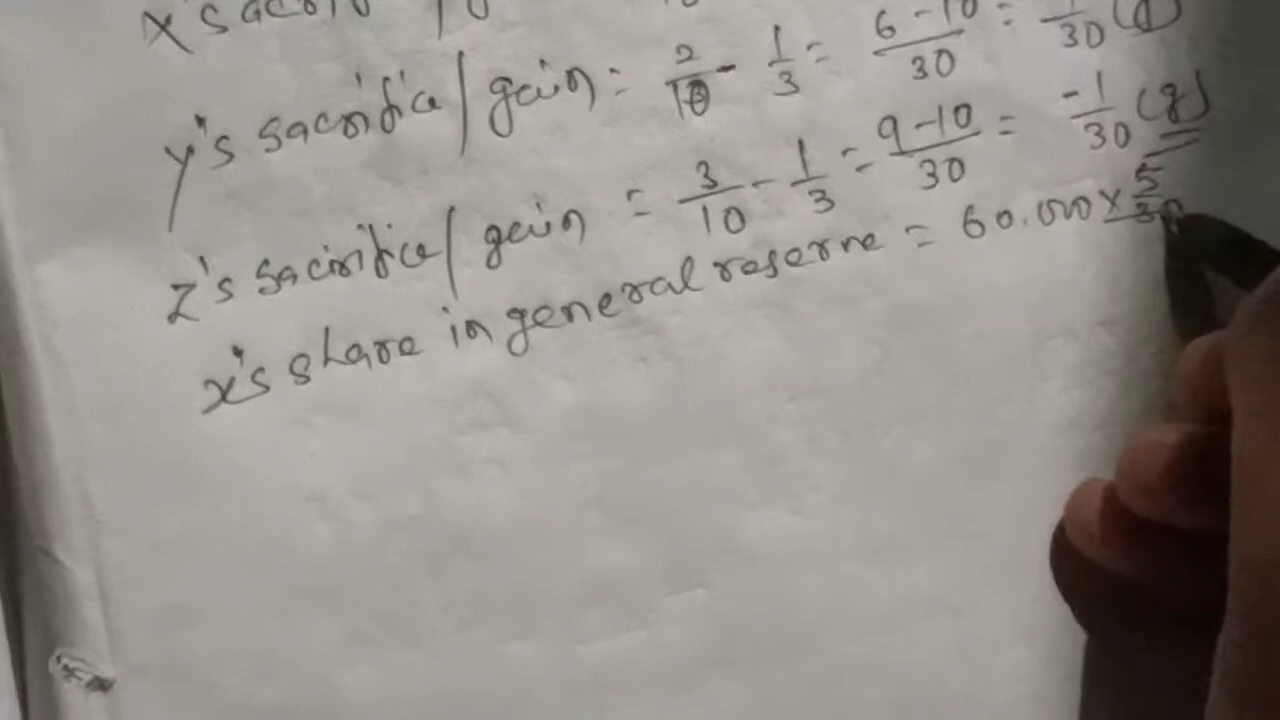 Y's sacrifice/gain = 2/10 - 1/3 = 6-10/30 = /30 (g)
Z's sacrifice/gain = 3/10 - 1/3 = 9-10/30 = -1/30 (g)
X's share in general reserve = 60.000 × 5/30